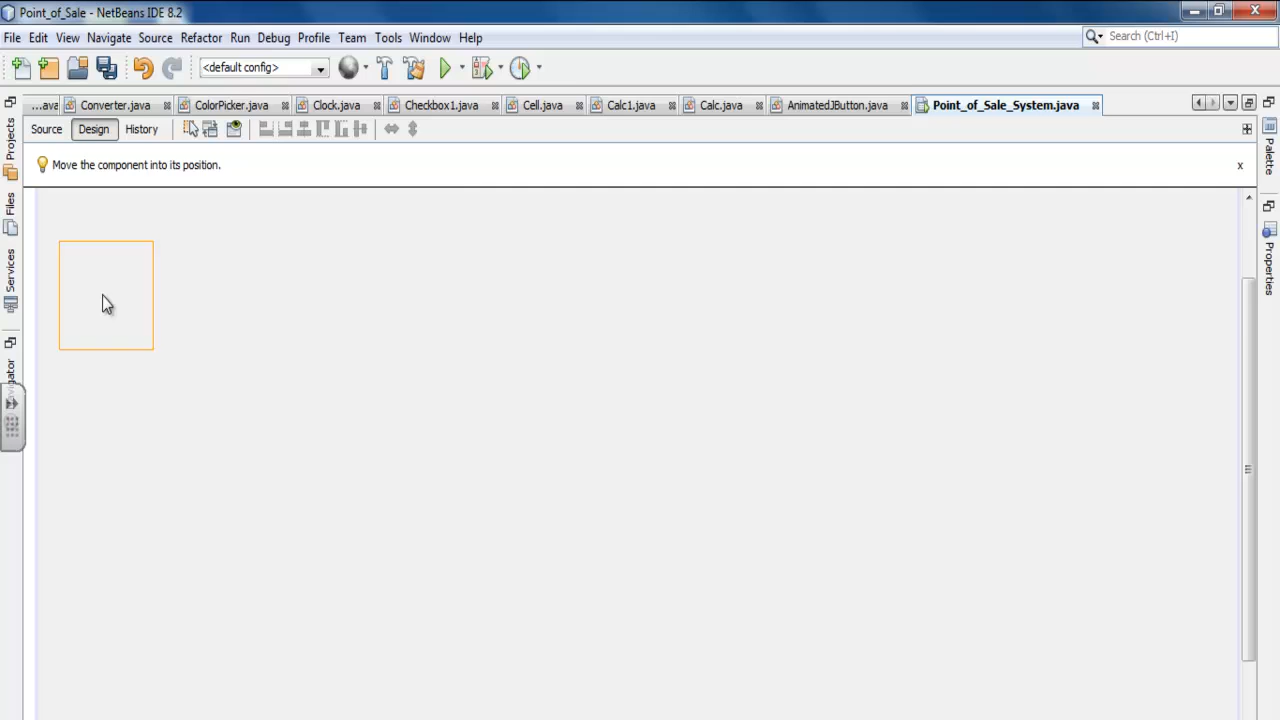 Point_of_Sale - NetBeans IDE 8.2
File Edit View Navigate Source Refactor Run Debug Profile Team Tools Window Help
Search (Ctrl+I)
<default config>
...ava Converter.java ColorPicker.java Clock.java Checkbox1.java Cell.java Calc1.java Calc.java AnimatedJButton.java Point_of_Sale_System.java
Source Design History
Move the component into its position.
x
Projects
Files
Services
Palette
Properties